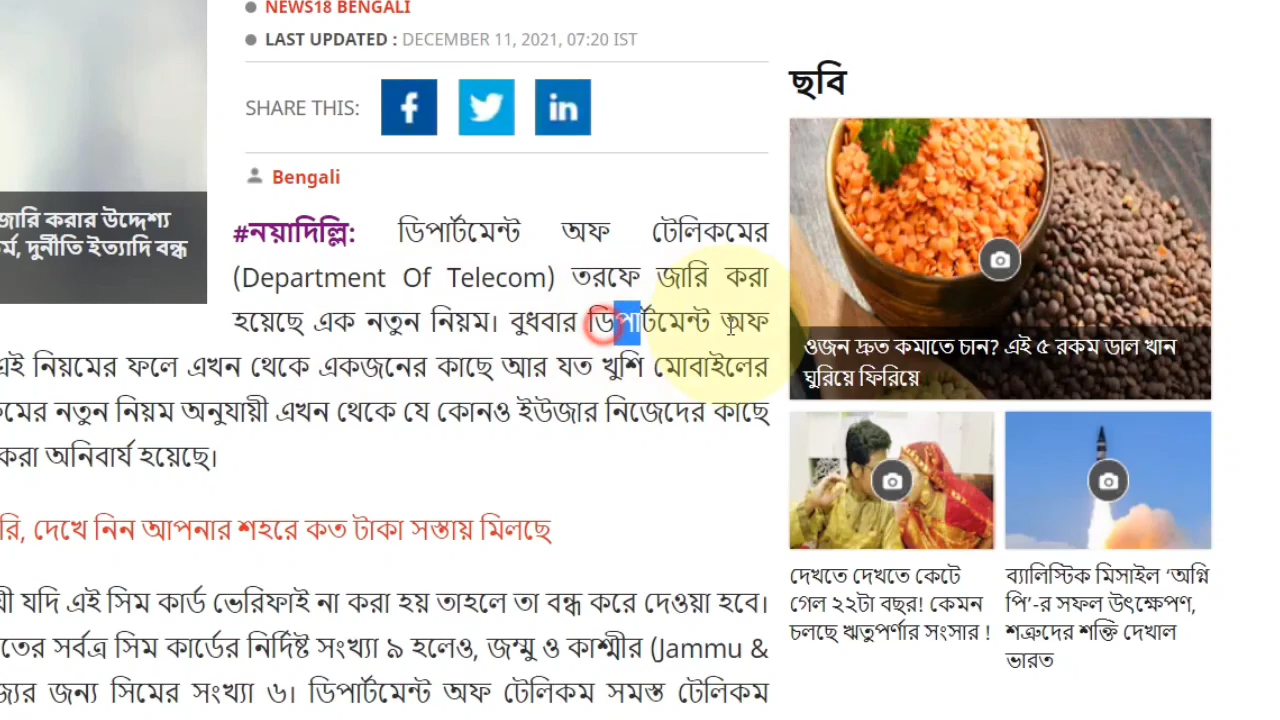 NEWS18 BENGALI
LAST UPDATED : DECEMBER 11, 2021, 07:20 IST
SHARE THIS:
Bengali
জারি করার উদ্দেশ্য
দুর্নীতি ইত্যাদি বন্ধ
#নয়াদিল্লি: ডিপার্টমেন্ট অফ টেলিকমের
(Department Of Telecom) তরফে জারি করা
হয়েছে এক নতুন নিয়ম। বুধবার ডিপার্টমেন্ট অফ
এই নিয়মের ফলে এখন থেকে একজনের কাছে আর যত খুশি মোবাইলের
নতুন নিয়ম অনুযায়ী এখন থেকে যে কোনও ইউজার নিজেদের কাছে
করা অনিবার্য হয়েছে।
দেখে নিন আপনার শহরে কত টাকা সস্তায় মিলছে
যদি এই সিম কার্ড ভেরিফাই না করা হয় তাহলে তা বন্ধ করে দেওয়া হবে।
সর্বত্র সিম কার্ডের নির্দিষ্ট সংখ্যা ৯ হলেও, জম্মু ও কাশ্মীর (Jammu &
জন্য সিমের সংখ্যা ৬। ডিপার্টমেন্ট অফ টেলিকম সমস্ত টেলিকম
ছবি
ওজন দ্রুত কমাতে চান? এই ৫ রকম ডাল খান
ঘুরিয়ে ফিরিয়ে
দেখতে দেখতে কেটে
গেল ২২টা বছর! কেমন
চলছে ঋতুপর্ণার সংসার !
ব্যালিস্টিক মিসাইল ‘অগ্নি
পি’-র সফল উৎক্ষেপণ,
শত্রুদের শক্তি দেখাল
ভারত